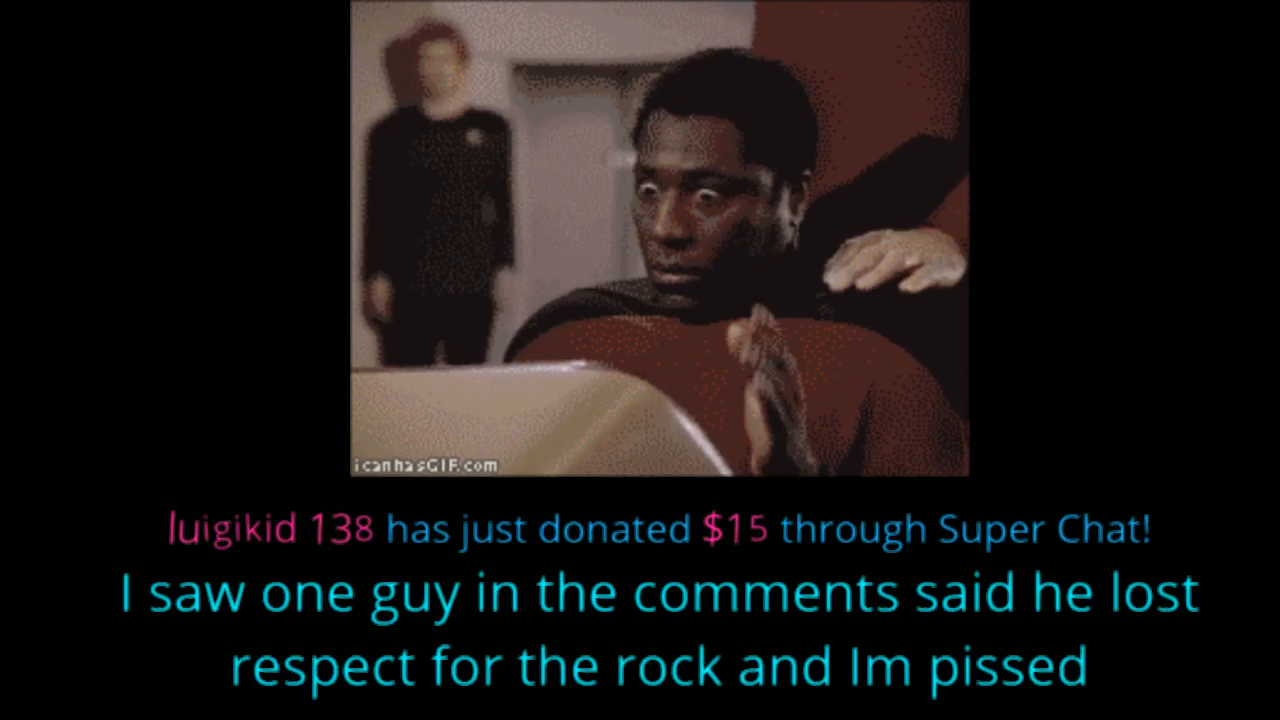 icanhasGIF.com
luigikid 138 has just donated $15 through Super Chat!
I saw one guy in the comments said he lost
respect for the rock and Im pissed